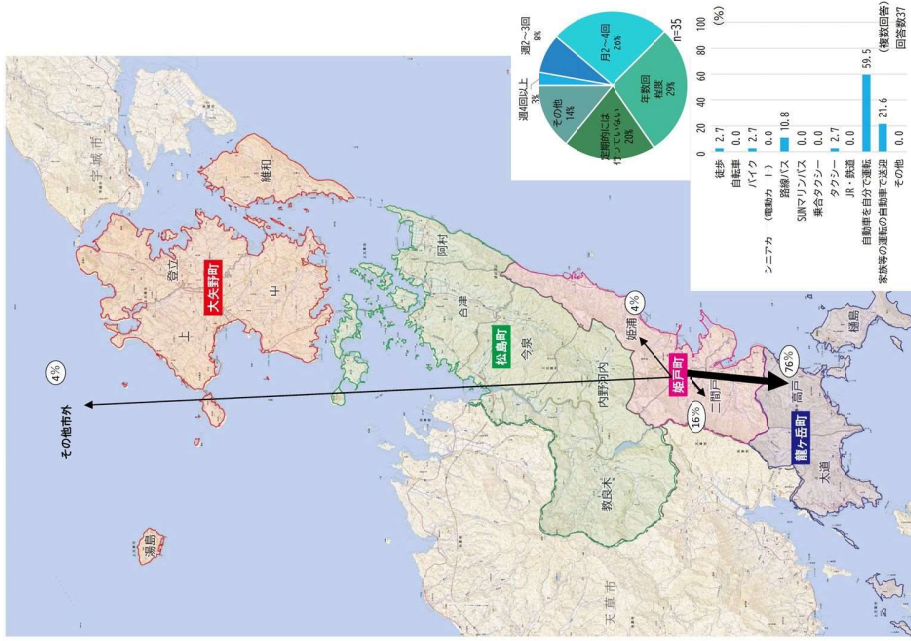 その他市外
4%
宇城市
湯島
登立
大矢野町
上
中
維和
阿村
合津
松島町
今泉
内野河内
教良木
天草市
姫浦
4%
姫戸町
二間戸
16%
76%
高戸
龍ヶ岳町
大道
樋島
週4回以上
3%
週2～3回
月2～4回
年数回
程度
29%
定期的には
行っていない
20%
その他
14%
n=35
(%)
0 20 40 60 80 100
徒歩 2.7
自転車 0.0
バイク 2.7
シニアカー（電動カート） 0.0
路線バス 10.8
SUNマリンバス 0.0
乗合タクシー 0.0
タクシー 2.7
JR・鉄道 0.0
自動車を自分で運転 59.5
家族等の運転の自動車で送迎 21.6
その他 0.0
(複数回答)
回答数37